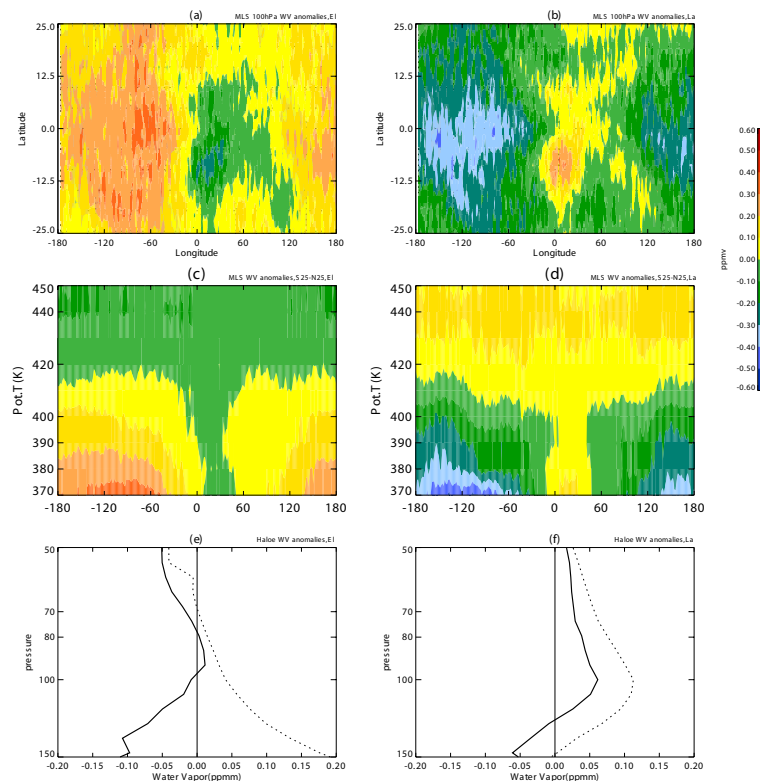 (a)
MLS 100hPa WV anomalies,El
25.0
12.5
0.0
-12.5
-25.0
Latitude
-180 -120 -60 0 60 120 180
Longitude
(b)
MLS 100hPa WV anomalies,La
25.0
12.5
0.0
-12.5
-25.0
Latitude
-180 -120 -60 0 60 120 180
Longitude
0.60
0.50
0.40
0.30
0.20
0.10
0.00
-0.10
-0.20
-0.30
-0.40
-0.50
-0.60
ppmv
(c)
MLS WV anomalies,S25-N25,El
450
440
420
400
390
380
370
Pot.T (K)
-180 -120 -60 0 60 120 180
(d)
MLS WV anomalies,S25-N25,La
450
440
420
400
390
380
370
Pot.T (K)
-180 -120 -60 0 60 120 180
(e)
Haloe WV anomalies,El
50
70
80
100
150
pressure
-0.20 -0.10 0.00 0.10 0.20
Water Vapor(ppmm)
(f)
Haloe WV anomalies,La
50
70
80
100
150
pressure
-0.20 -0.15 -0.10 -0.05 0.00 0.05 0.10 0.15 0.20
Water Vapor(ppmm)